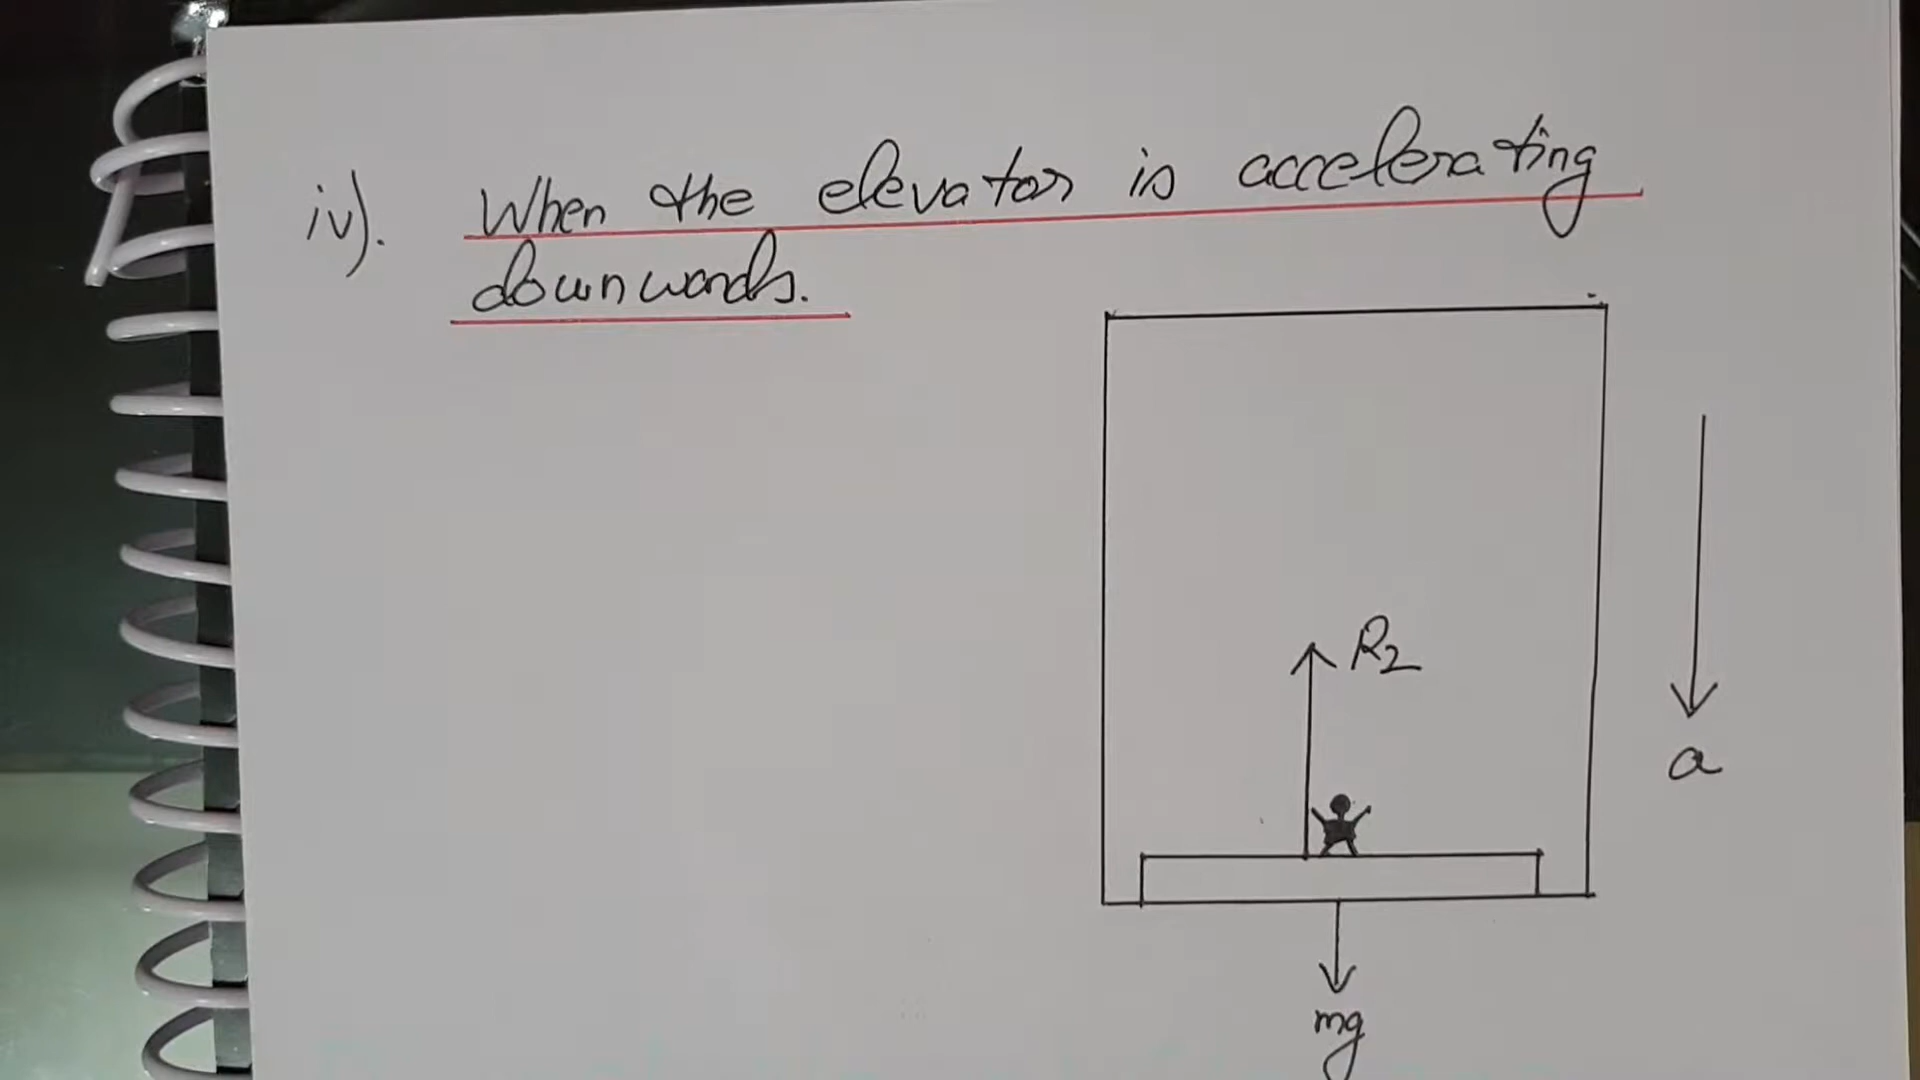 iv). When the elevator is accelerating
downwards.
R₂
a
mg